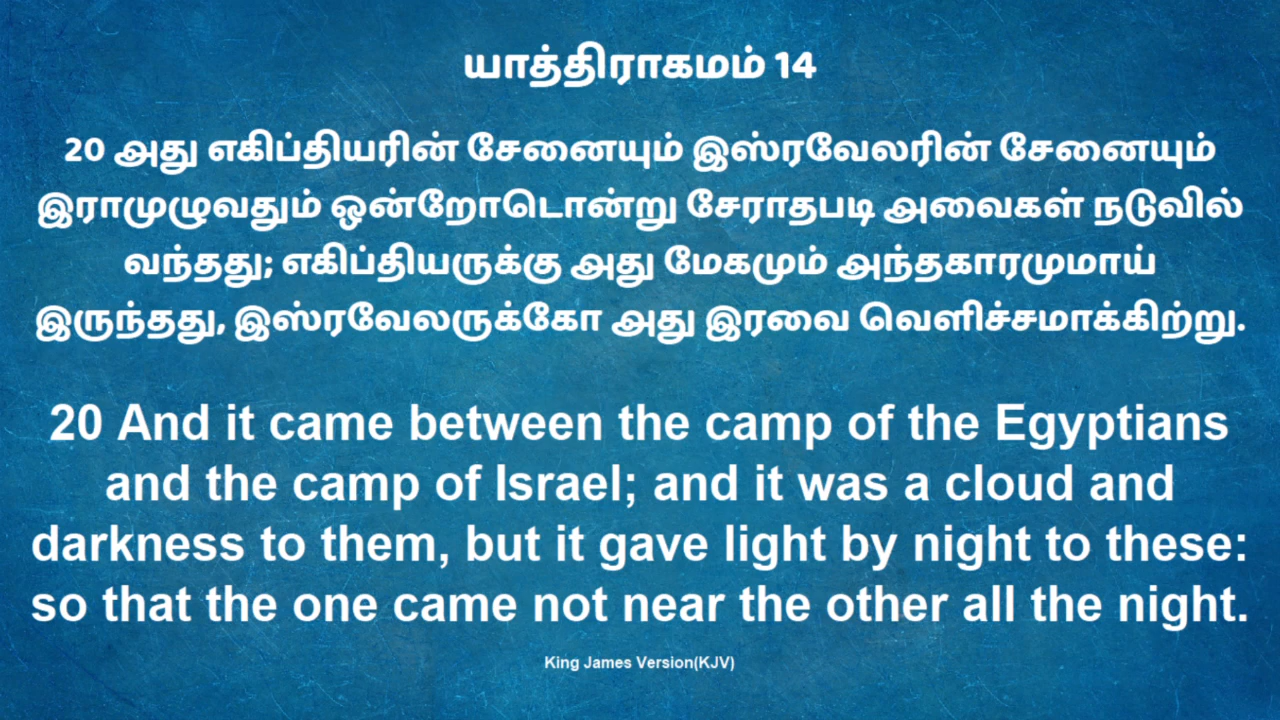 யாத்திராகமம் 14
20 அது எகிப்தியரின் சேனையும் இஸ்ரவேலரின் சேனையும்
இராமுழுவதும் ஒன்றோடொன்று சேராதபடி அவைகள் நடுவில்
வந்தது; எகிப்தியருக்கு அது மேகமும் அந்தகாரமுமாய்
இருந்தது, இஸ்ரவேலருக்கோ அது இரவை வெளிச்சமாக்கிற்று.
20 And it came between the camp of the Egyptians
and the camp of Israel; and it was a cloud and
darkness to them, but it gave light by night to these:
so that the one came not near the other all the night.
King James Version(KJV)